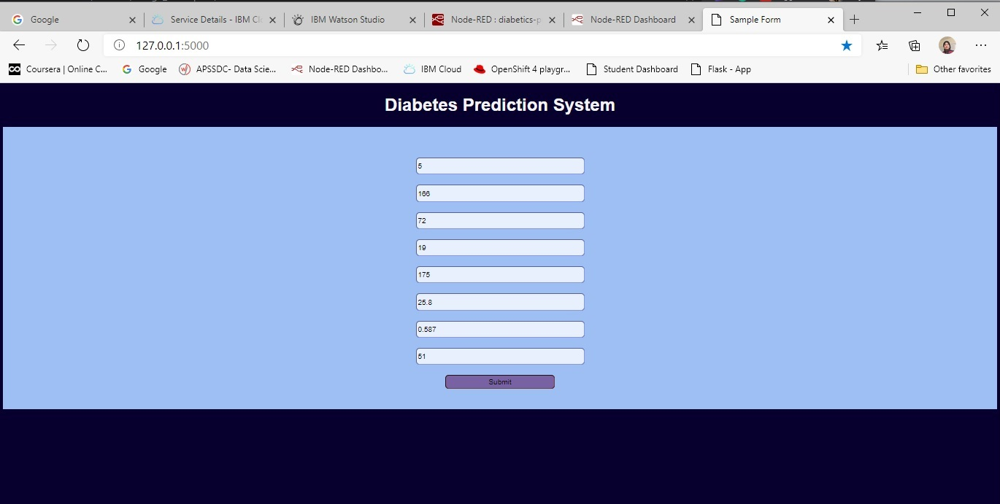 Google
Service Details - IBM Cl
IBM Watson Studio
Node-RED : diabetics-p
Node-RED Dashboard
Sample Form
127.0.0.1:5000
Coursera | Online C...
Google
APSSDC- Data Scie...
Node-RED Dashbo...
IBM Cloud
OpenShift 4 playgr...
Student Dashboard
Flask - App
Other favorites
Diabetes Prediction System
5
166
72
19
175
25.8
0.587
51
Submit